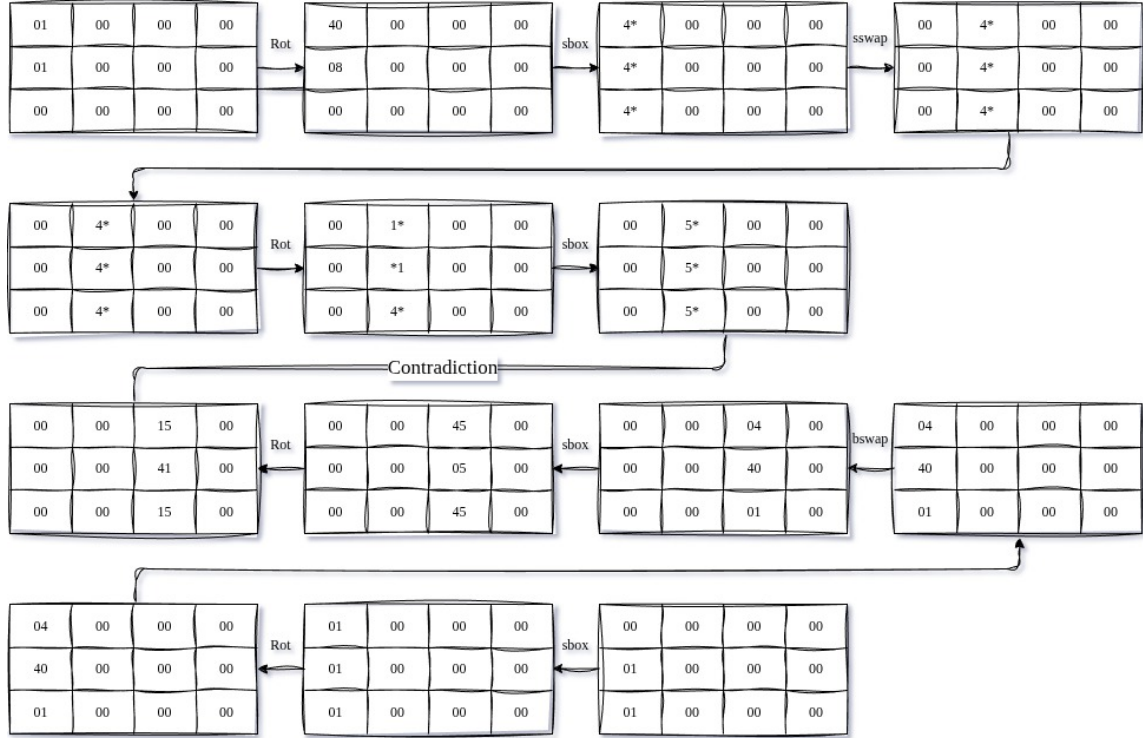 01 00 00 00 40 00 00 00 4* 00 00 00 00 4* 00 00
Rot sbox sswap
01 00 00 00 08 00 00 00 4* 00 00 00 00 4* 00 00
00 00 00 00 00 00 00 00 4* 00 00 00 00 4* 00 00
00 4* 00 00 00 1* 00 00 00 5* 00 00
Rot sbox
00 4* 00 00 00 *1 00 00 00 5* 00 00
00 4* 00 00 00 4* 00 00 00 5* 00 00
Contradiction
00 00 15 00 00 00 45 00 00 00 04 00 04 00 00 00
Rot sbox bswap
00 00 41 00 00 00 05 00 00 00 40 00 40 00 00 00
00 00 15 00 00 00 45 00 00 00 01 00 01 00 00 00
04 00 00 00 01 00 00 00 00 00 00 00
Rot sbox
40 00 00 00 01 00 00 00 01 00 00 00
01 00 00 00 01 00 00 00 01 00 00 00